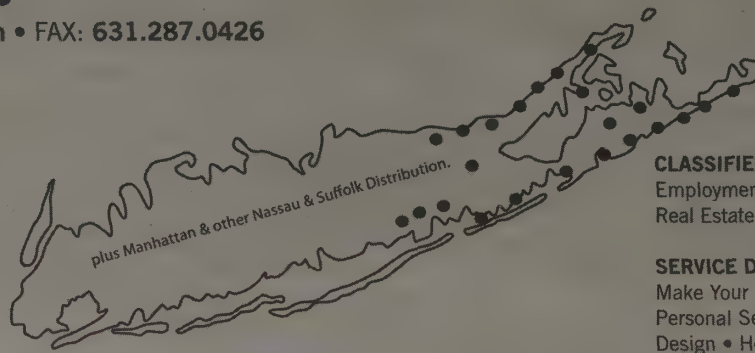 • FAX: 631.287.0426
plus Manhattan & other Nassau & Suffolk Distribution.
CLASSIFIE
Employmen
Real Estate
SERVICE D
Make Your
Personal Se
Design • H